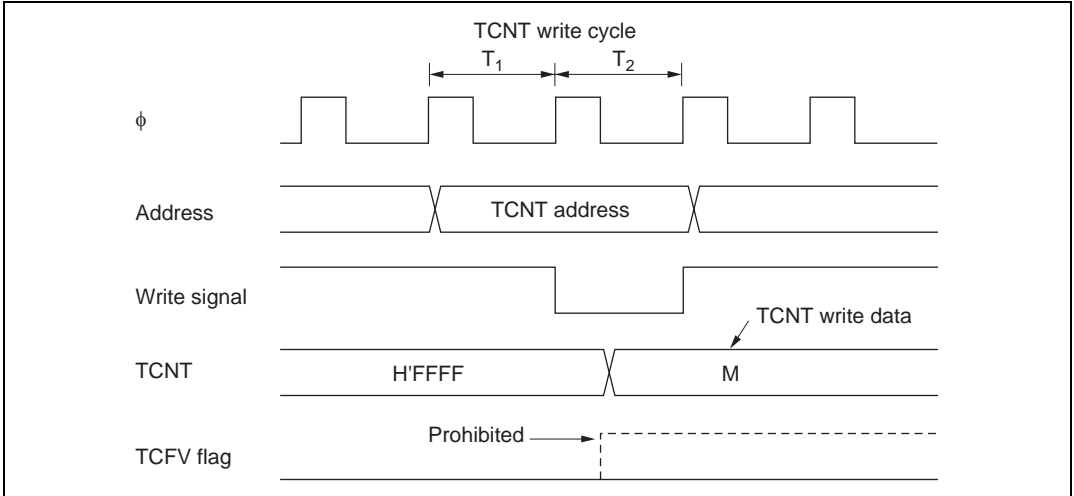 TCNT write cycle
T1 T2
ϕ
Address
TCNT address
Write signal
TCNT write data
TCNT
H'FFFF
M
Prohibited
TCFV flag